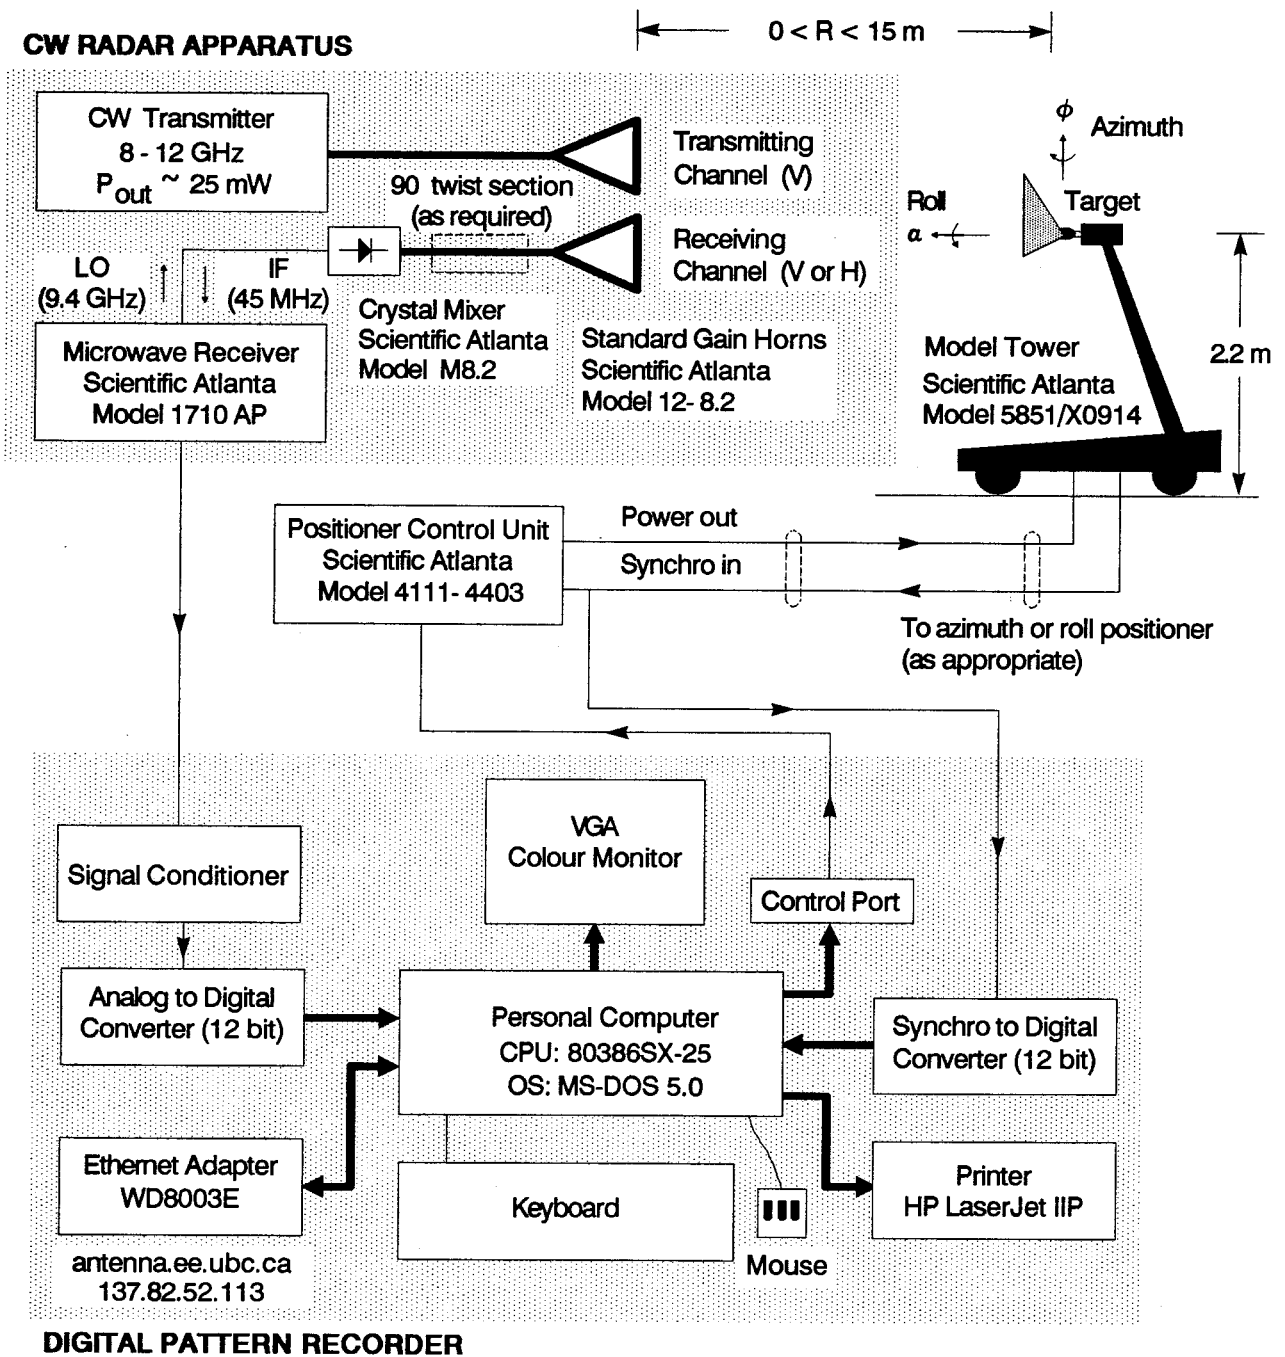 CW RADAR APPARATUS
0 < R < 15 m
CW Transmitter
8 - 12 GHz
Pout ~ 25 mW
Transmitting
Channel (V)
90 twist section
(as required)
Receiving
Channel (V or H)
LO
(9.4 GHz)
IF
(45 MHz)
Crystal Mixer
Scientific Atlanta
Model M8.2
Standard Gain Horns
Scientific Atlanta
Model 12- 8.2
Microwave Receiver
Scientific Atlanta
Model 1710 AP
ϕ
Azimuth
Roll
α
Target
Model Tower
Scientific Atlanta
Model 5851/X0914
2.2 m
Positioner Control Unit
Scientific Atlanta
Model 4111- 4403
Power out
Synchro in
To azimuth or roll positioner
(as appropriate)
Signal Conditioner
VGA
Colour Monitor
Control Port
Analog to Digital
Converter (12 bit)
Personal Computer
CPU: 80386SX-25
OS: MS-DOS 5.0
Synchro to Digital
Converter (12 bit)
Ethernet Adapter
WD8003E
Keyboard
Mouse
Printer
HP LaserJet IIP
antenna.ee.ubc.ca
137.82.52.113
DIGITAL PATTERN RECORDER